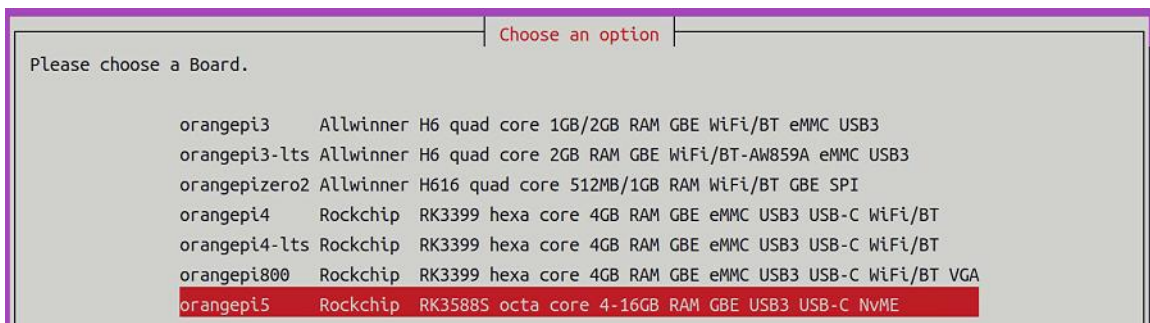 Choose an option
Please choose a Board.
orangepi3 Allwinner H6 quad core 1GB/2GB RAM GBE WiFi/BT eMMC USB3
orangepi3-lts Allwinner H6 quad core 2GB RAM GBE WiFi/BT-AW859A eMMC USB3
orangepizero2 Allwinner H616 quad core 512MB/1GB RAM WiFi/BT GBE SPI
orangepi4 Rockchip RK3399 hexa core 4GB RAM GBE eMMC USB3 USB-C WiFi/BT
orangepi4-lts Rockchip RK3399 hexa core 4GB RAM GBE eMMC USB3 USB-C WiFi/BT
orangepi800 Rockchip RK3399 hexa core 4GB RAM GBE eMMC USB3 USB-C WiFi/BT VGA
orangepi5 Rockchip RK3588S octa core 4-16GB RAM GBE USB3 USB-C NvME